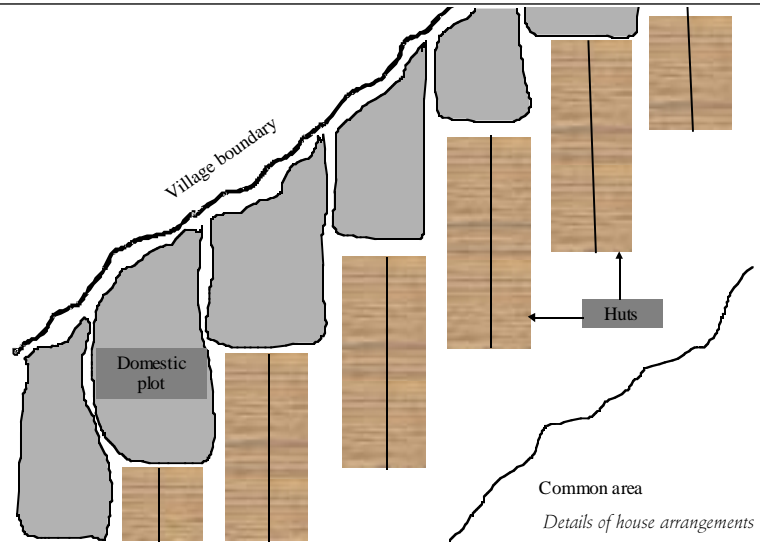 Village boundary
Huts
Domestic
plot
Common area
Details of house arrangements